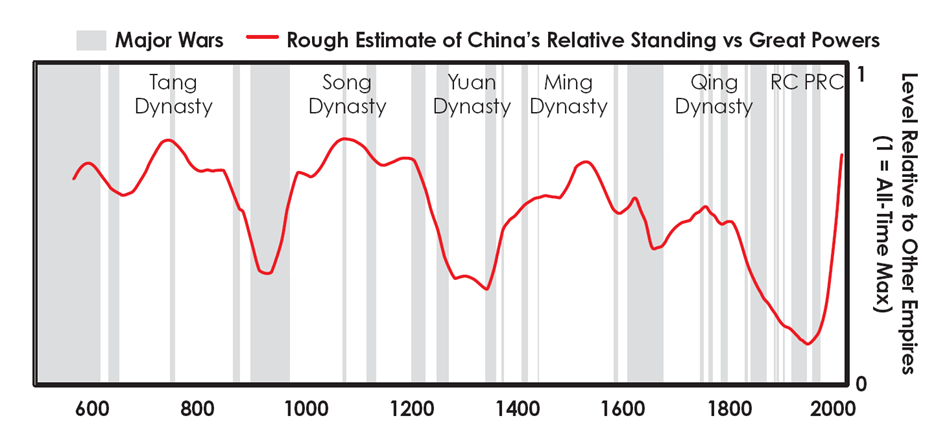 Major Wars
Rough Estimate of China's Relative Standing vs Great Powers
Tang
Dynasty
Song
Dynasty
Yuan
Dynasty
Ming
Dynasty
Qing
Dynasty
RC
PRC
1
0
Level Relative to Other Empires
(1 = All-Time Max)
600 800 1000 1200 1400 1600 1800 2000